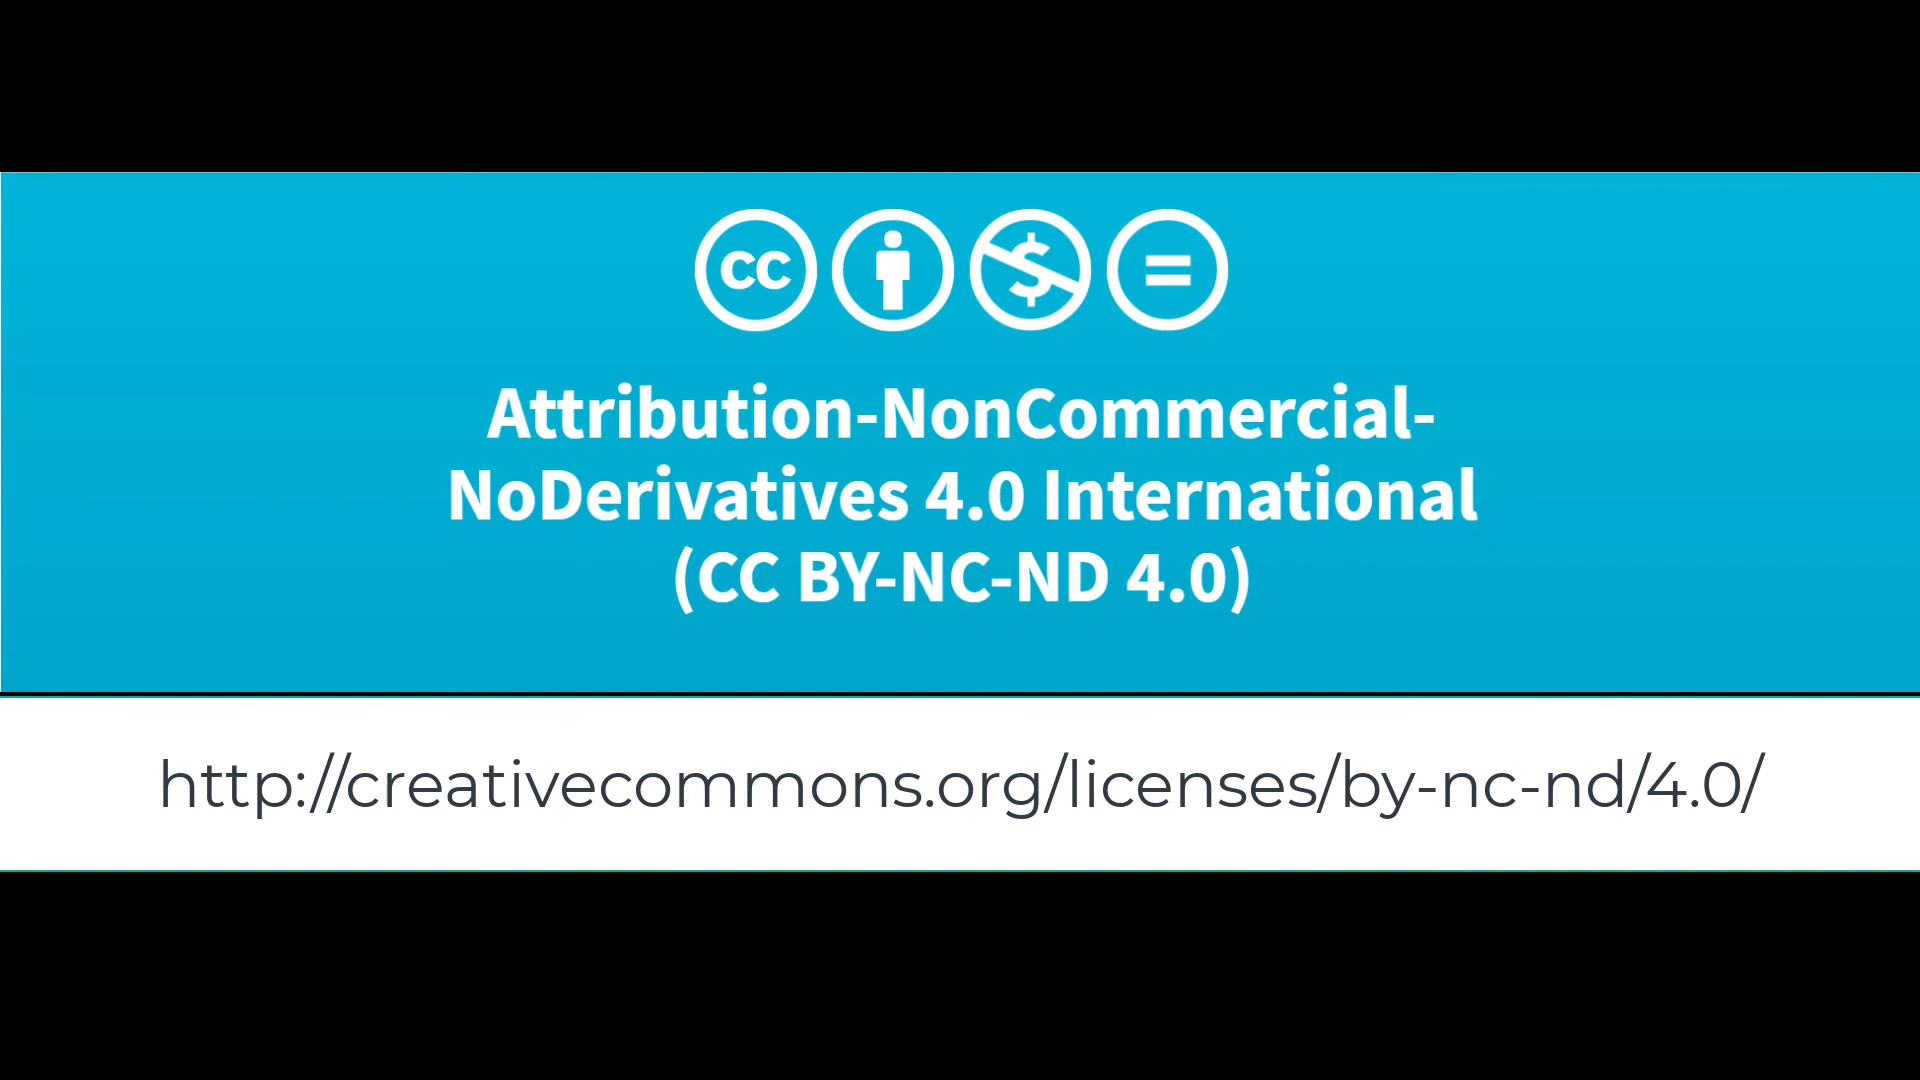 cc
Attribution-NonCommercial-
NoDerivatives 4.0 International
(CC BY-NC-ND 4.0)
http://creativecommons.org/licenses/by-nc-nd/4.0/